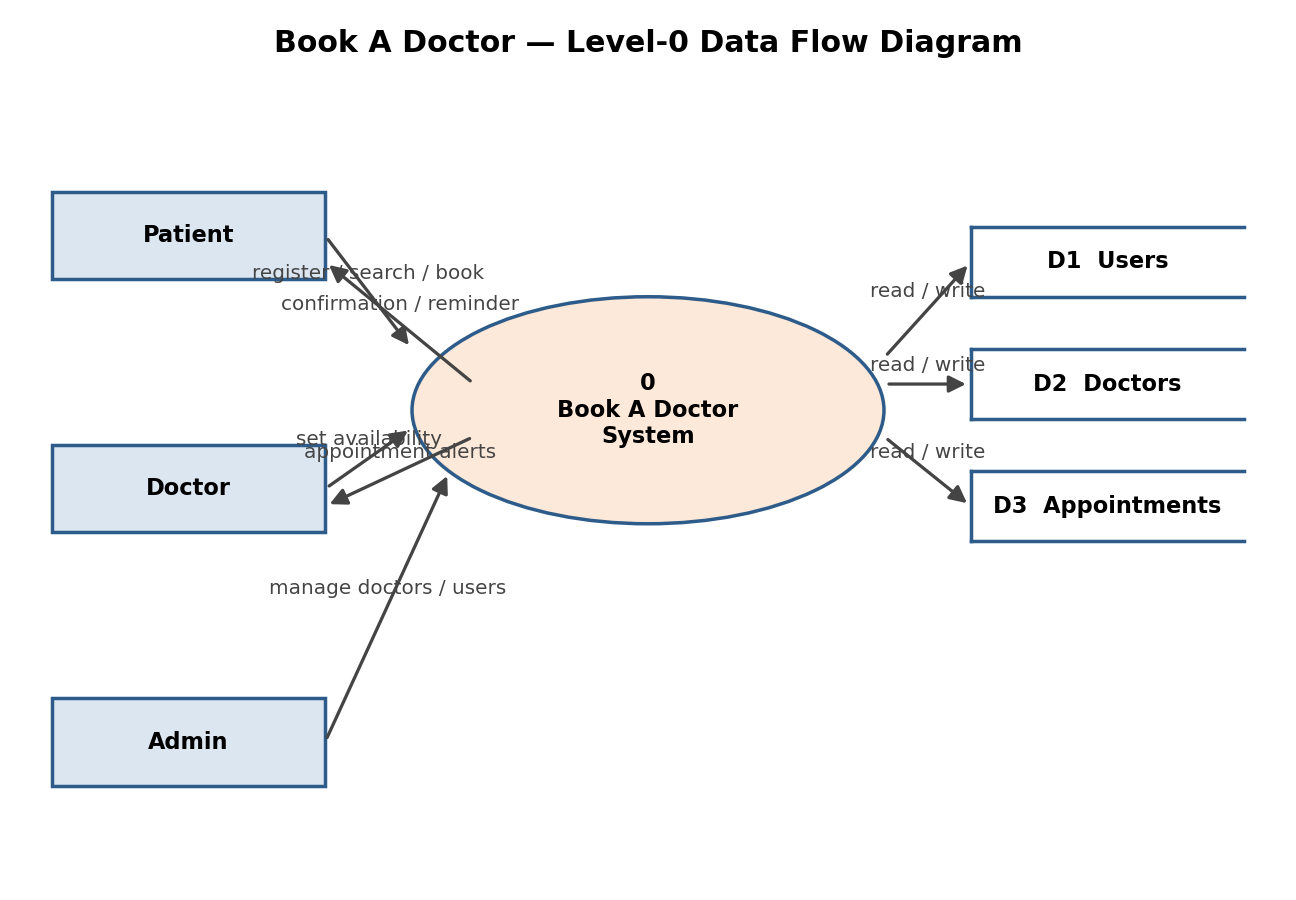 Book A Doctor — Level-0 Data Flow Diagram
Patient
register / search / book
confirmation / reminder
0
Book A Doctor
System
set availability
appointment alerts
Doctor
manage doctors / users
Admin
D1  Users
read / write
read / write
D2  Doctors
read / write
D3  Appointments